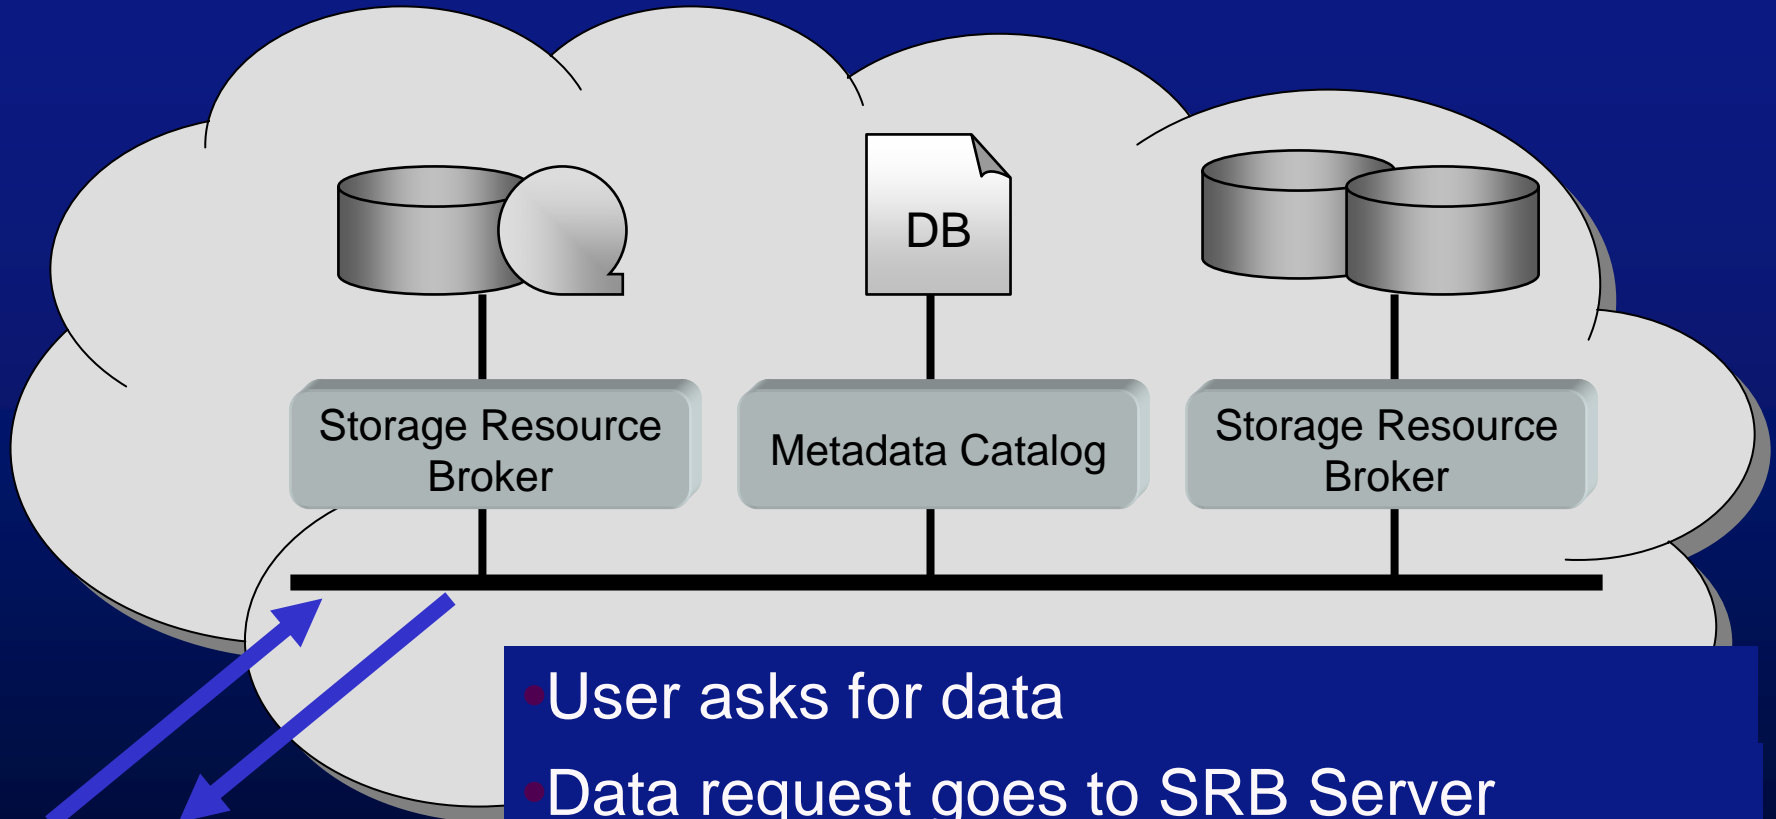 DB
Storage Resource
Broker
Metadata Catalog
Storage Resource
Broker
•User asks for data
•Data request goes to SRB Server